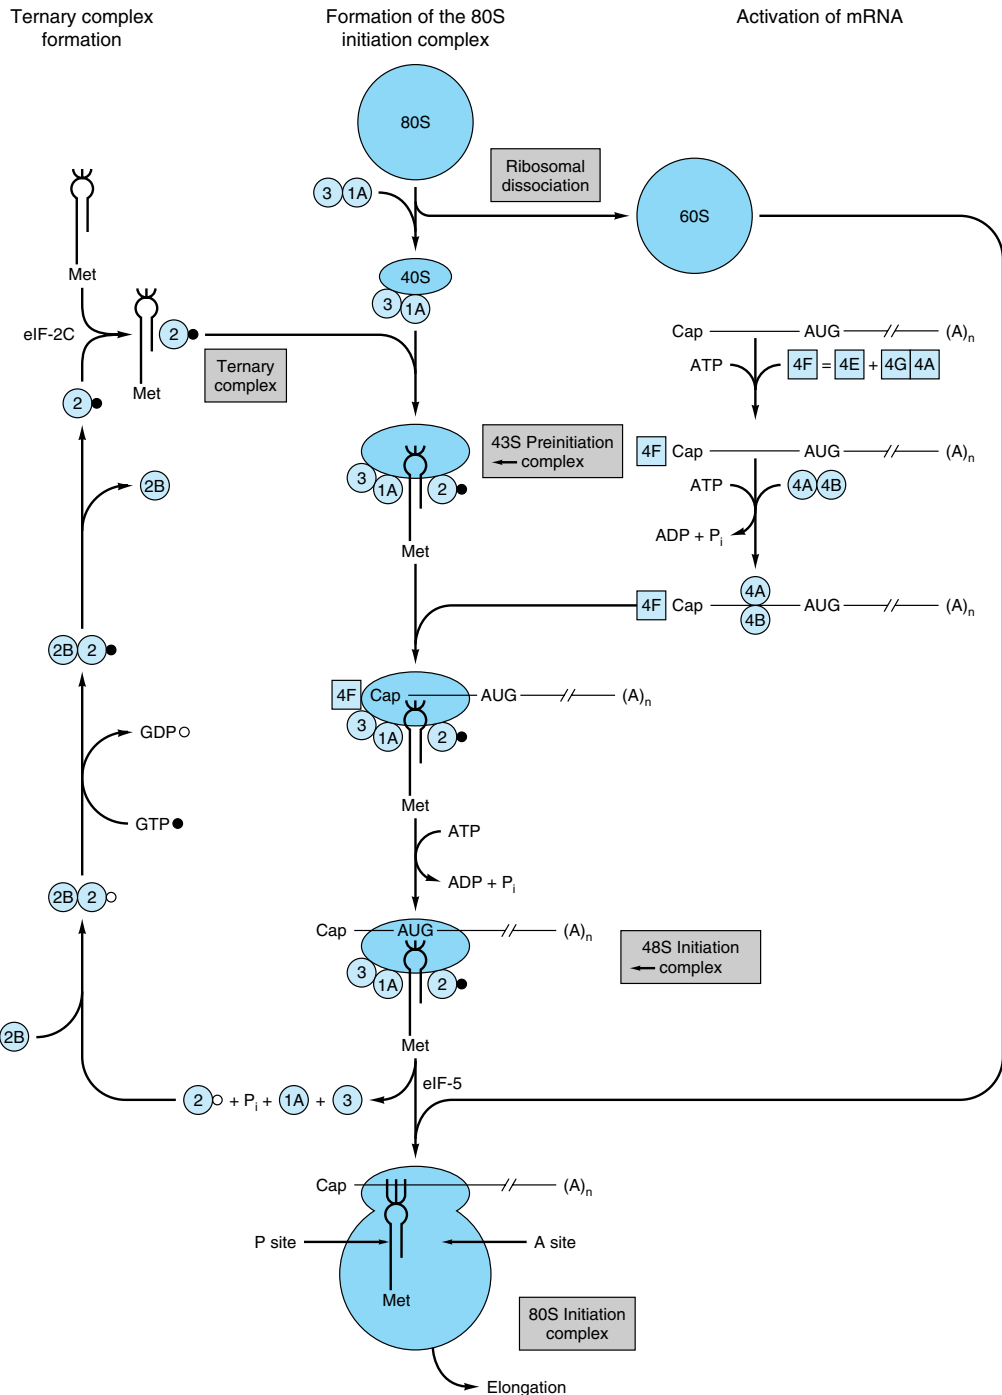 Ternary complex
formation
Formation of the 80S
initiation complex
Activation of mRNA
80S
Ribosomal
dissociation
3 1A
60S
40S
3 1A
Met
eIF-2C
2
Met
Ternary
complex
2
Cap AUG (A)n
ATP 4F = 4E + 4G 4A
43S Preinitiation
complex
3 1A 2
Met
4F Cap AUG (A)n
ATP 4A 4B
ADP + Pi
2B
4A
4F Cap AUG (A)n
4B
2B 2
4F Cap AUG (A)n
3 1A 2
Met
GDP
GTP
ATP
ADP + Pi
2B 2
Cap AUG (A)n
3 1A 2
Met
48S Initiation
complex
2B
eIF-5
2 + Pi + 1A + 3
Cap (A)n
P site
A site
Met
80S Initiation
complex
Elongation